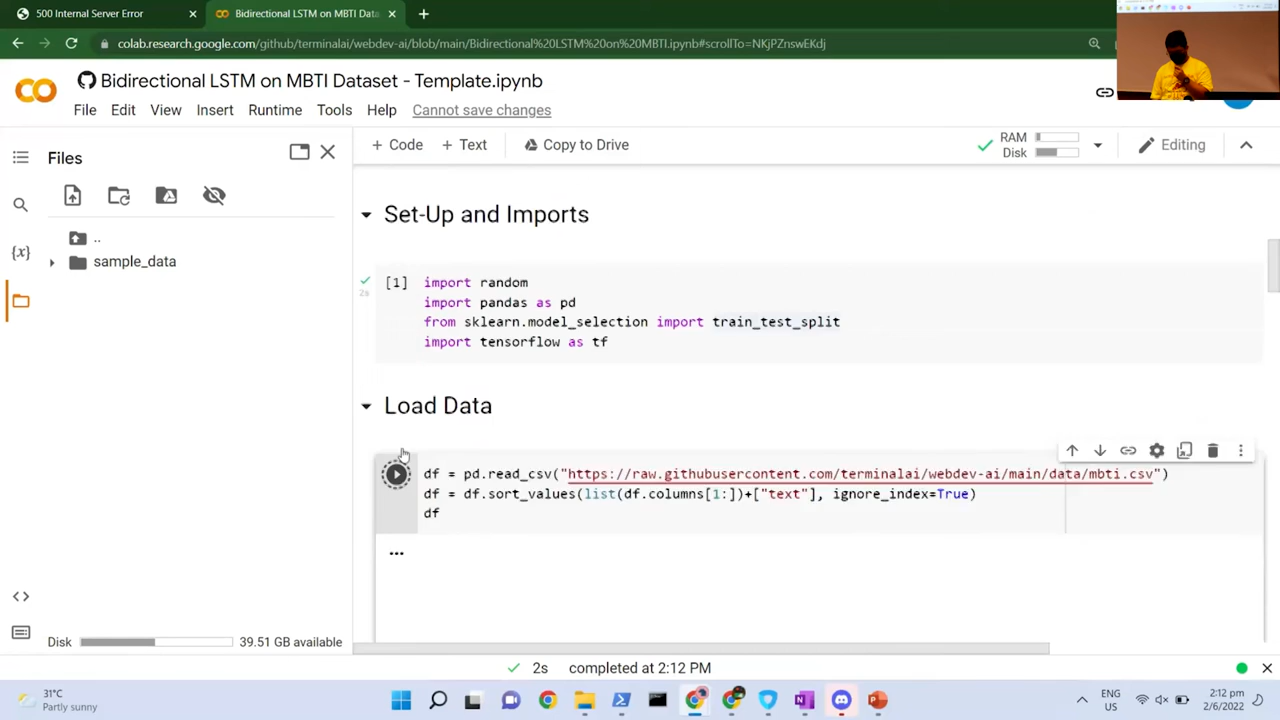 500 Internal Server Error
Bidirectional LSTM on MBTI Data
colab.research.google.com/github/terminalai/webdev-ai/blob/main/Bidirectional%20LSTM%20on%20MBTI.ipynb#scrollTo=NKjPZnswEKdj
Bidirectional LSTM on MBTI Dataset - Template.ipynb
File Edit View Insert Runtime Tools Help Cannot save changes
Files
+ Code + Text Copy to Drive
RAM
Disk
Editing
..
sample_data
Set-Up and Imports
[1] import random
import pandas as pd
from sklearn.model_selection import train_test_split
import tensorflow as tf
Load Data
df = pd.read_csv("https://raw.githubusercontent.com/terminalai/webdev-ai/main/data/mbti.csv")
df = df.sort_values(list(df.columns[1:])+["text"], ignore_index=True)
df
...
Disk 39.51 GB available
2s completed at 2:12 PM
31°C
Partly sunny
ENG
US
2:12 pm
2/6/2022